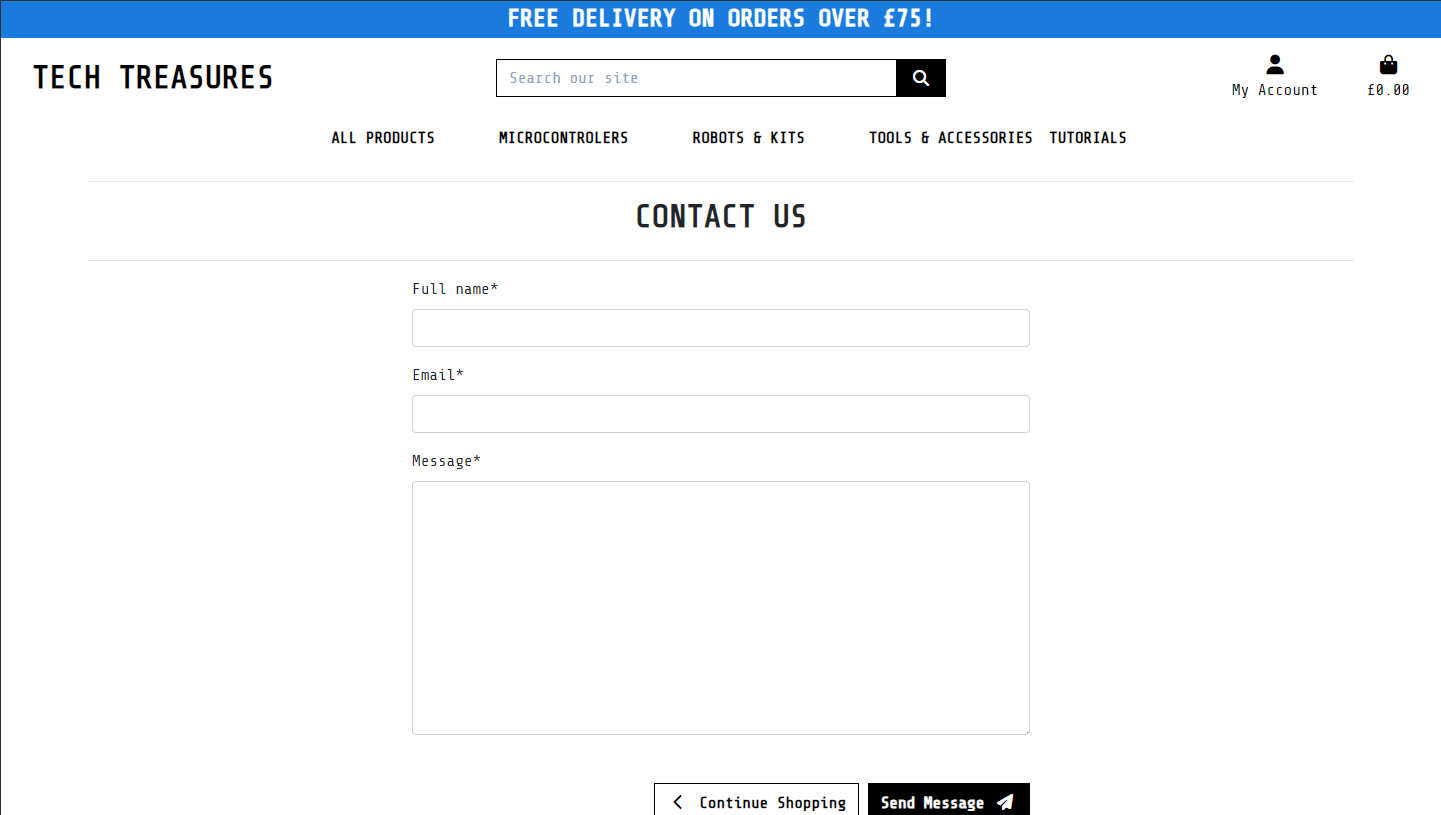 FREE DELIVERY ON ORDERS OVER £75!
TECH TREASURES
Search our site
My Account
£0.00
ALL PRODUCTS MICROCONTROLERS ROBOTS & KITS TOOLS & ACCESSORIES TUTORIALS
CONTACT US
Full name*
Email*
Message*
Continue Shopping
Send Message